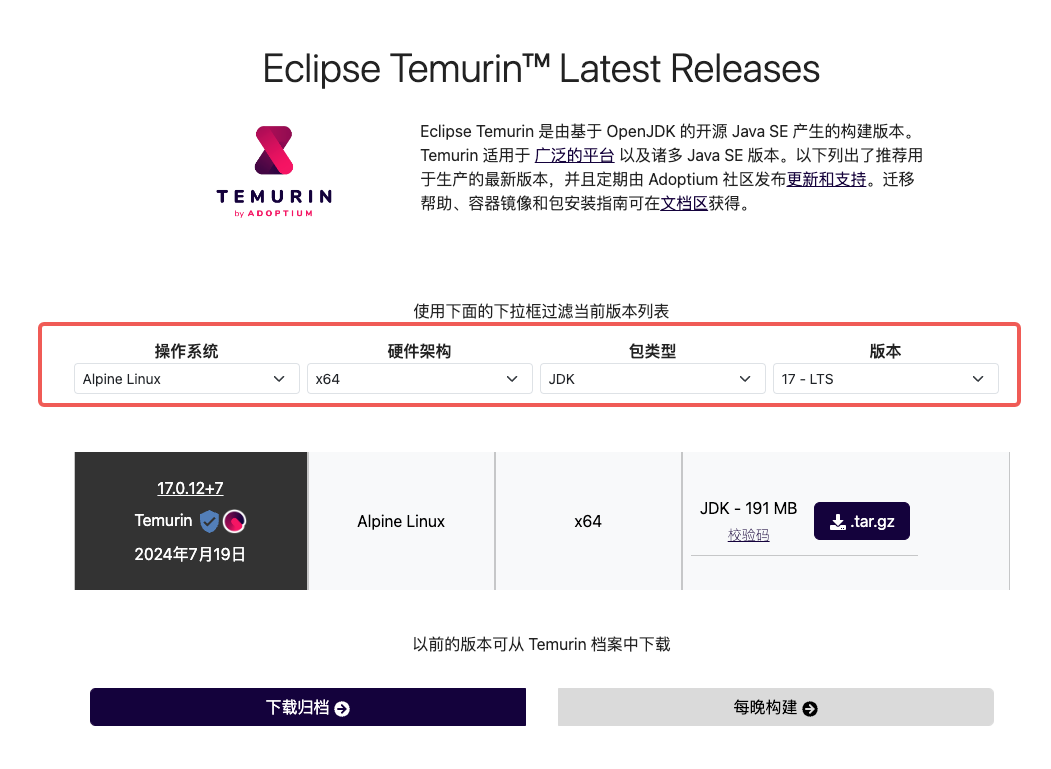 Eclipse Temurin™ Latest Releases
TEMURIN
by ADOPTIUM
Eclipse Temurin 是由基于 OpenJDK 的开源 Java SE 产生的构建版本。
Temurin 适用于 广泛的平台 以及诸多 Java SE 版本。以下列出了推荐用
于生产的最新版本，并且定期由 Adoptium 社区发布更新和支持。迁移
帮助、容器镜像和包安装指南可在文档区获得。
使用下面的下拉框过滤当前版本列表
操作系统 硬件架构 包类型 版本
Alpine Linux x64 JDK 17 - LTS
17.0.12+7
Temurin
2024年7月19日
Alpine Linux
x64
JDK - 191 MB
校验码
.tar.gz
以前的版本可从 Temurin 档案中下载
下载归档 每晚构建